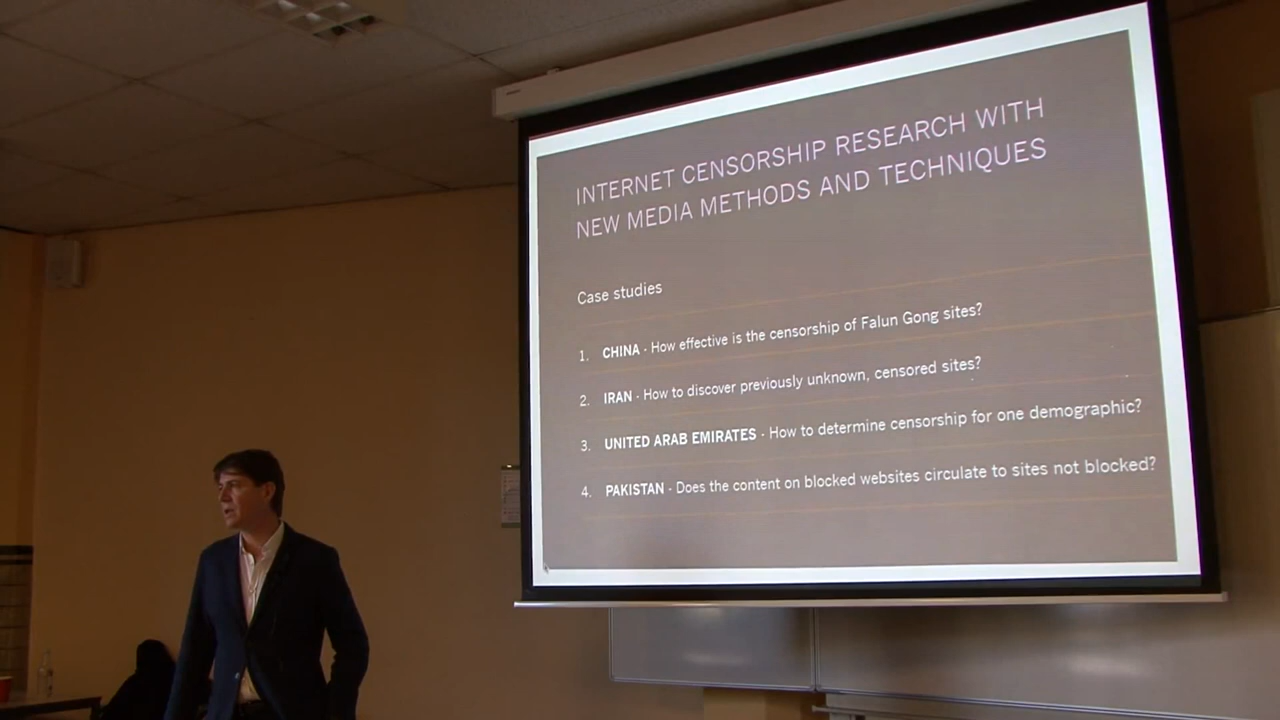 INTERNET CENSORSHIP RESEARCH WITH
NEW MEDIA METHODS AND TECHNIQUES
Case studies
1. CHINA - How effective is the censorship of Falun Gong sites?
2. IRAN - How to discover previously unknown, censored sites?
3. UNITED ARAB EMIRATES - How to determine censorship for one demographic?
4. PAKISTAN - Does the content on blocked websites circulate to sites not blocked?